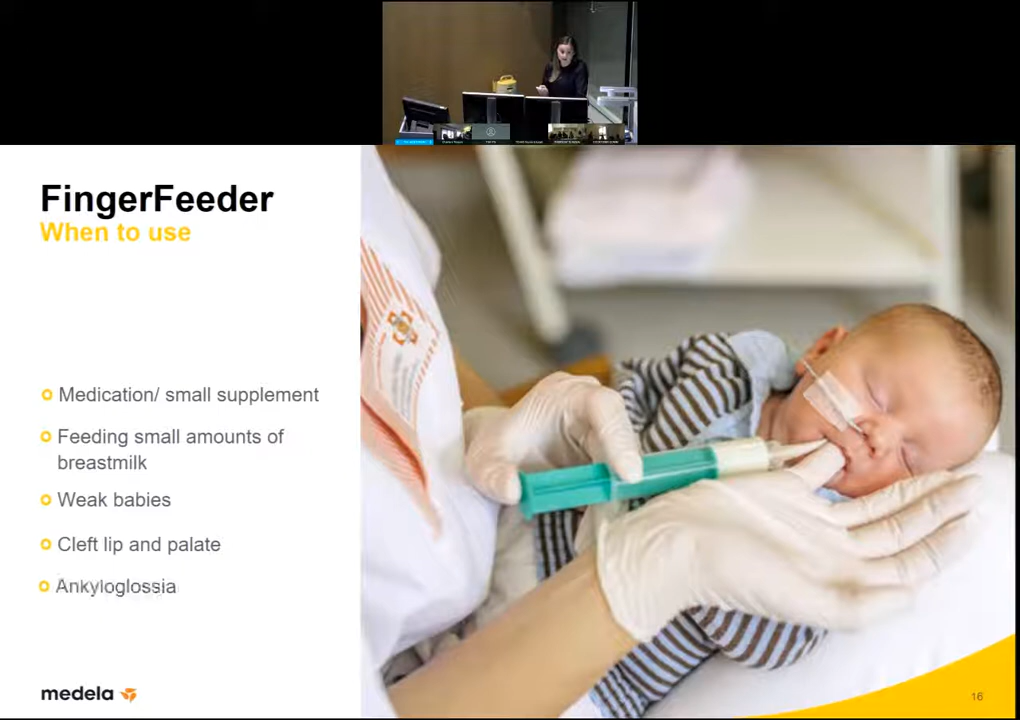 FingerFeeder
When to use
Medication/ small supplement
Feeding small amounts of
breastmilk
Weak babies
Cleft lip and palate
Ankyloglossia
medela
16